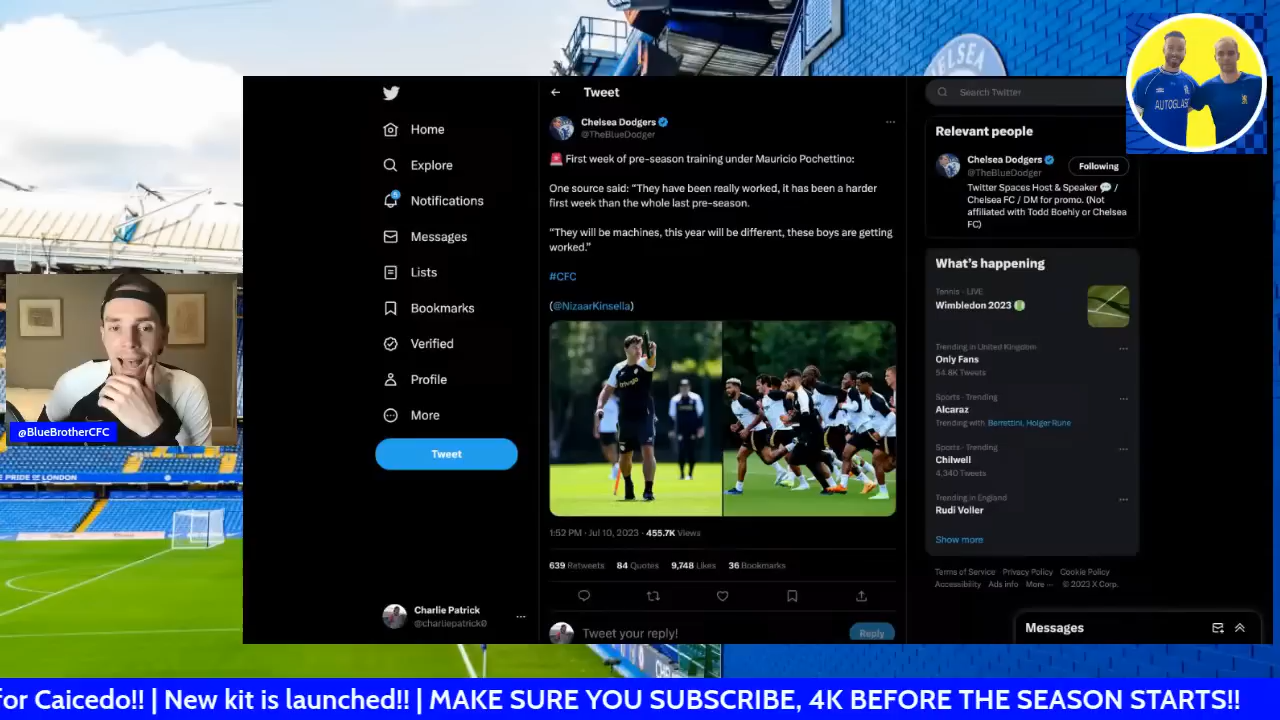 CHELSEA
AUTOGLASS
Tweet
Search Twitter
Home
Explore
Notifications
Messages
Lists
Bookmarks
Verified
Profile
More
Tweet
Charlie Patrick
@charliepatrick0
Chelsea Dodgers
@TheBlueDodger
🚨 First week of pre-season training under Mauricio Pochettino:
One source said: “They have been really worked, it has been a harder
first week than the whole last pre-season.
“They will be machines, this year will be different, these boys are getting
worked.”
#CFC
(@NizaarKinsella)
1:52 PM · Jul 10, 2023 · 455.7K Views
639 Retweets 84 Quotes 9,748 Likes 36 Bookmarks
Tweet your reply!
Reply
Relevant people
Chelsea Dodgers
@TheBlueDodger
Following
Twitter Spaces Host & Speaker 💬 /
Chelsea FC / DM for promo. (Not
affiliated with Todd Boehly or Chelsea
FC)
What's happening
Tennis · LIVE
Wimbledon 2023
Trending in United Kingdom
Only Fans
54.8K Tweets
Sports · Trending
Alcaraz
Trending with Berrettini, Holger Rune
Sports · Trending
Chilwell
4,340 Tweets
Trending in England
Rudi Voller
Show more
Terms of Service Privacy Policy Cookie Policy
Accessibility Ads info More ··· © 2023 X Corp.
Messages
@BlueBrotherCFC
PRIDE OF LONDON
for Caicedo!! | New kit is launched!! | MAKE SURE YOU SUBSCRIBE, 4K BEFORE THE SEASON STARTS!!